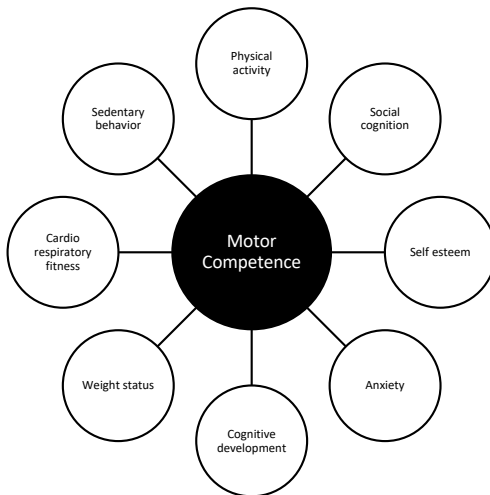 Physical
activity
Social
cognition
Self esteem
Anxiety
Cognitive
development
Weight status
Cardio
respiratory
fitness
Sedentary
behavior
Motor
Competence